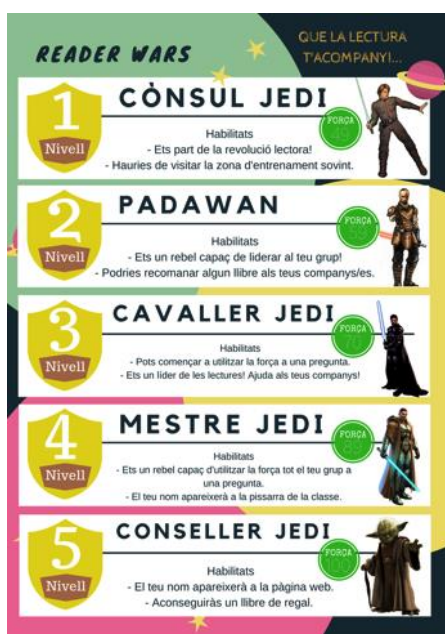 READER WARS
QUE LA LECTURA
T'ACOMPANYI...
1
Nivell
CÒNSUL JEDI
FORÇA
49
Habilitats
- Ets part de la revolució lectora!
- Hauries de visitar la zona d'entrenament sovint.
2
Nivell
PADAWAN
FORÇA
Habilitats
- Ets un rebel capaç de liderar al teu grup!
- Podries recomanar algun llibre als teus companys/es.
3
Nivell
CAVALLER JEDI
FORÇA
70
Habilitats
- Pots començar a utilitzar la força a una pregunta.
- Ets un líder de les lectures! Ajuda als teus companys!
4
Nivell
MESTRE JEDI
FORÇA
89
Habilitats
- Ets un rebel capaç d'utilitzar la força tot el teu grup a
una pregunta.
- El teu nom apareixerà a la pissarra de la classe.
5
Nivell
CONSELLER JEDI
FORÇA
100
Habilitats
- El teu nom apareixerà a la pàgina web.
- Aconseguiràs un llibre de regal.